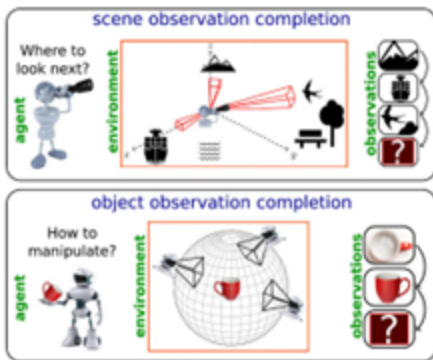 scene observation completion
Where to
look next?
agent
environment
observations
?
object observation completion
How to
manipulate?
agent
environment
observations
?